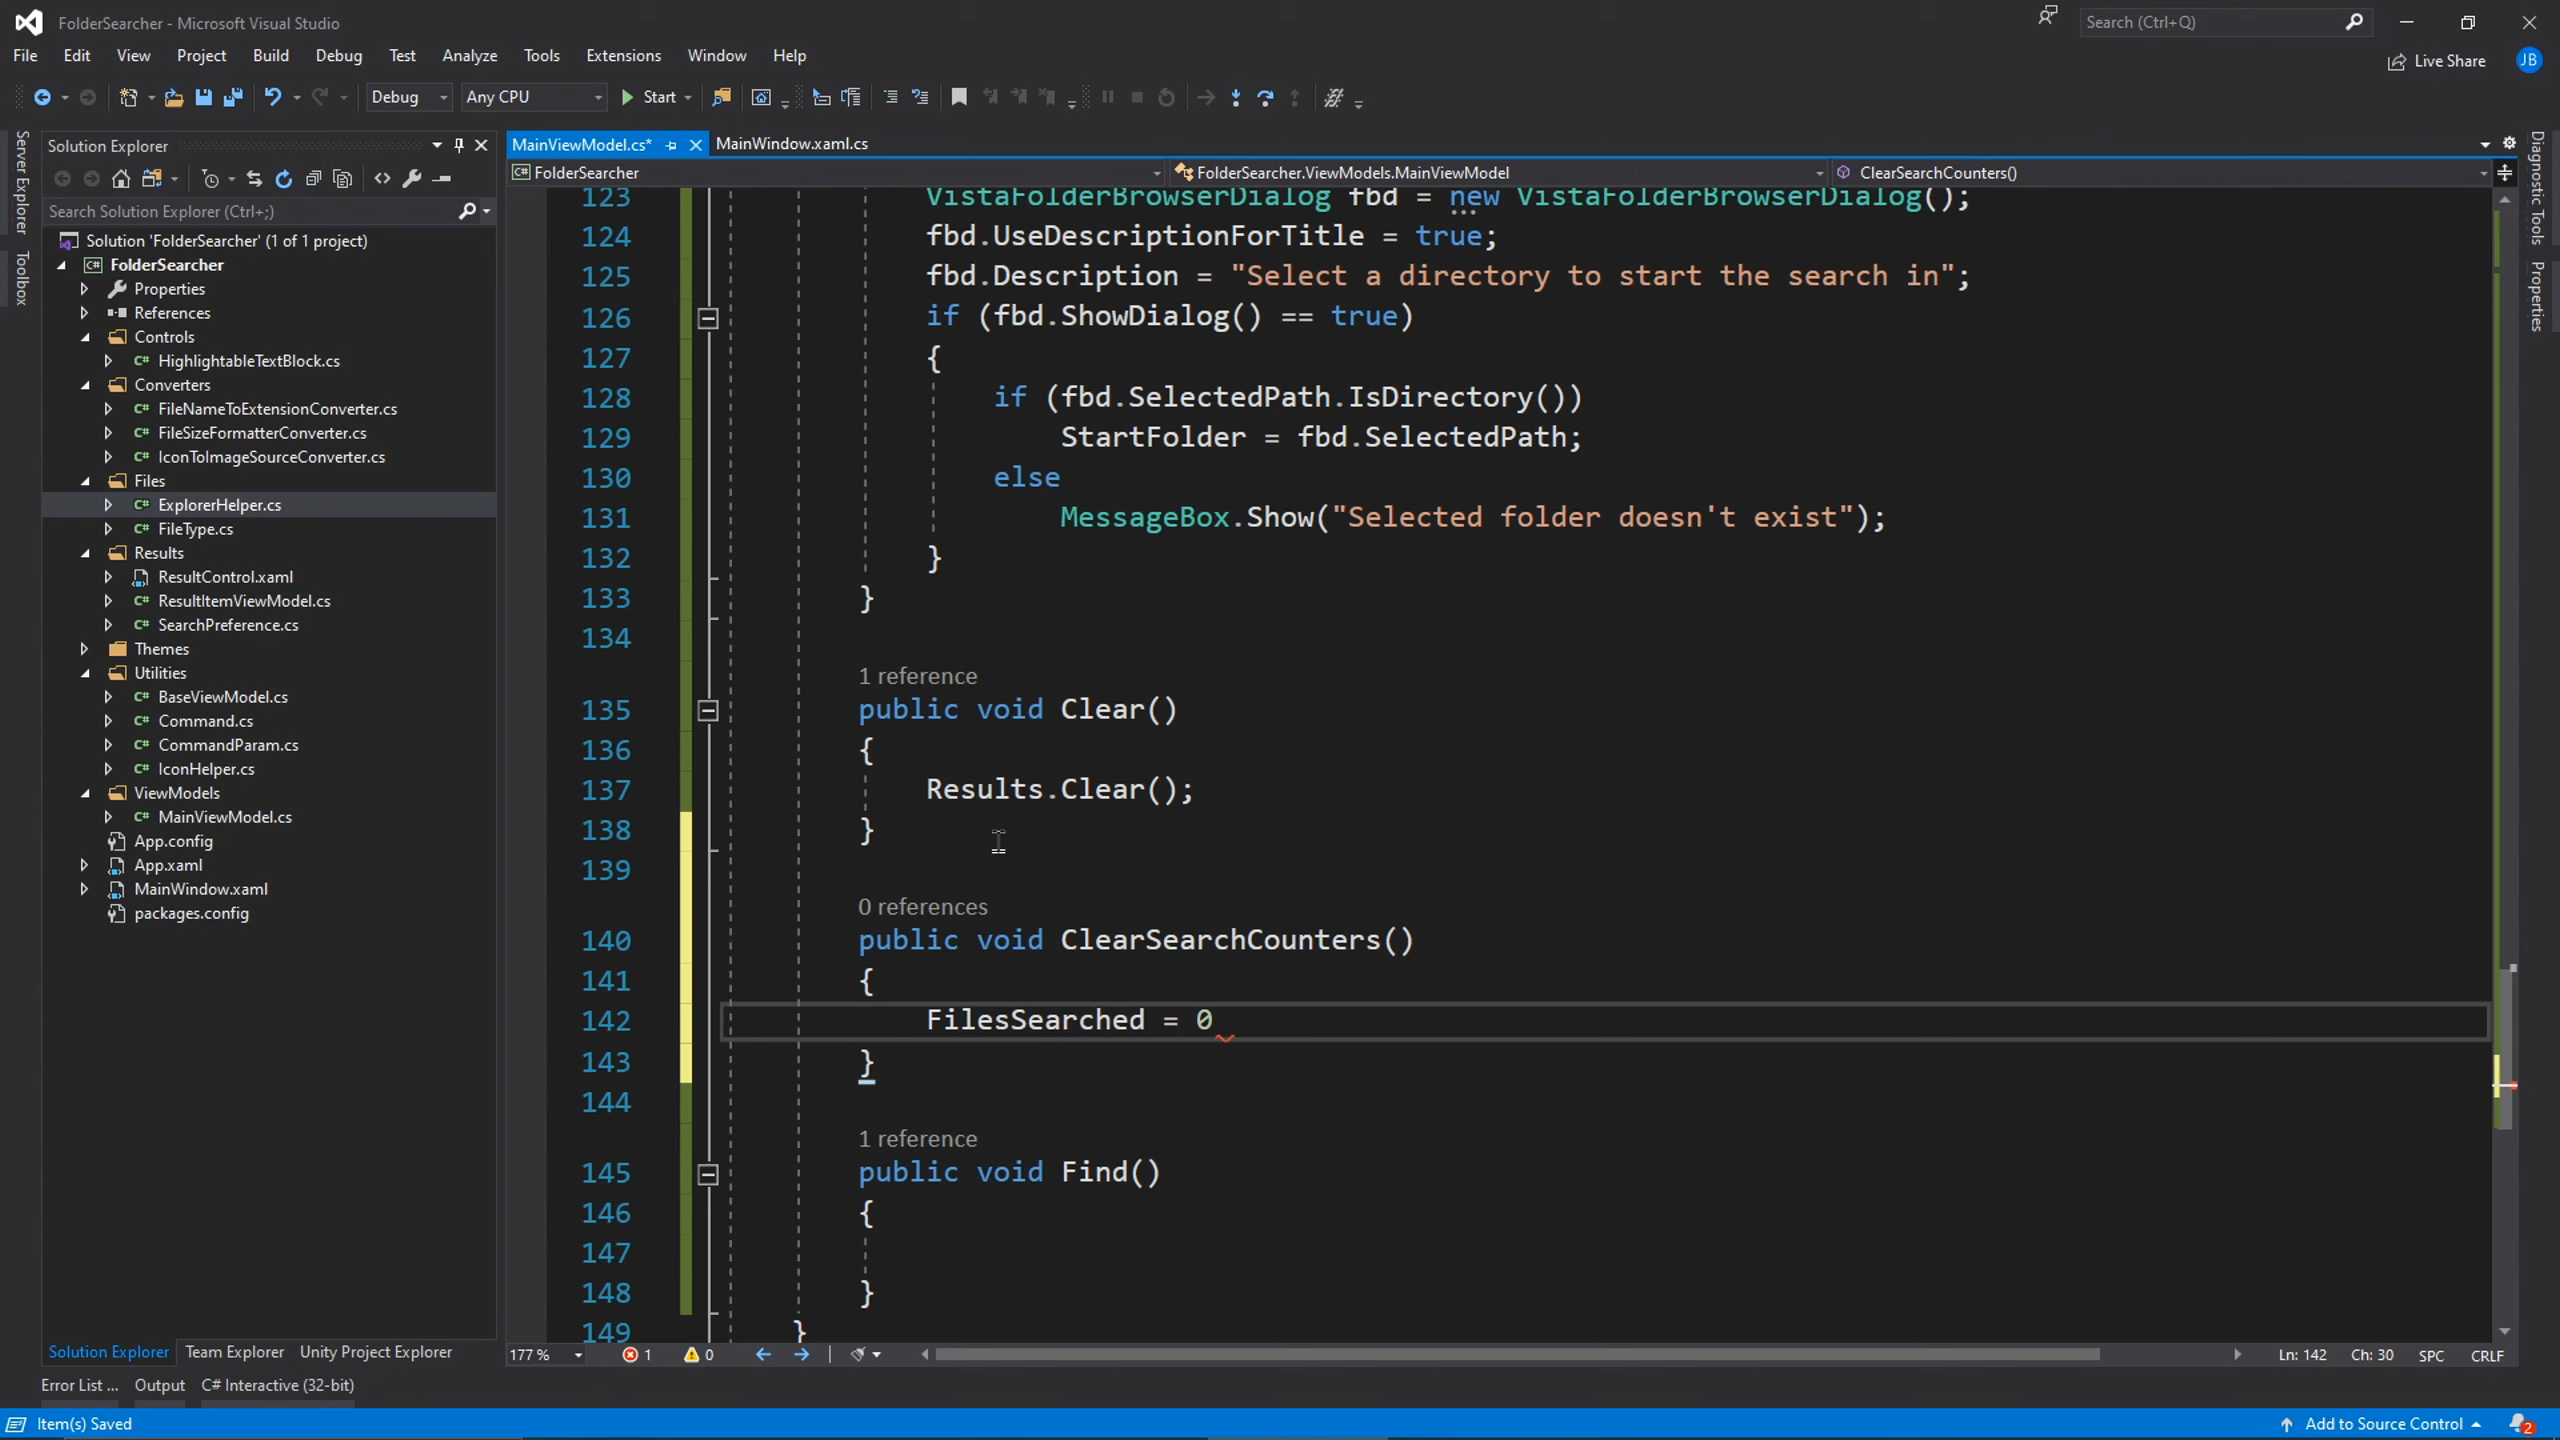 FolderSearcher - Microsoft Visual Studio
Search (Ctrl+Q)
File Edit View Project Build Debug Test Analyze Tools Extensions Window Help
Live Share
JB
Debug Any CPU Start
Server Explorer
Toolbox
Solution Explorer
Search Solution Explorer (Ctrl+;)
Solution 'FolderSearcher' (1 of 1 project)
FolderSearcher
Properties
References
Controls
HighlightableTextBlock.cs
Converters
FileNameToExtensionConverter.cs
FileSizeFormatterConverter.cs
IconToImageSourceConverter.cs
Files
ExplorerHelper.cs
FileType.cs
Results
ResultControl.xaml
ResultItemViewModel.cs
SearchPreference.cs
Themes
Utilities
BaseViewModel.cs
Command.cs
CommandParam.cs
IconHelper.cs
ViewModels
MainViewModel.cs
App.config
App.xaml
MainWindow.xaml
packages.config
Solution Explorer Team Explorer Unity Project Explorer
MainViewModel.cs* MainWindow.xaml.cs
FolderSearcher FolderSearcher.ViewModels.MainViewModel ClearSearchCounters()
123 VistaFolderBrowserDialog fbd = new VistaFolderBrowserDialog();
124 fbd.UseDescriptionForTitle = true;
125 fbd.Description = "Select a directory to start the search in";
126 if (fbd.ShowDialog() == true)
127 {
128 if (fbd.SelectedPath.IsDirectory())
129 StartFolder = fbd.SelectedPath;
130 else
131 MessageBox.Show("Selected folder doesn't exist");
132 }
133 }
134
1 reference
135 public void Clear()
136 {
137 Results.Clear();
138 }
139
0 references
140 public void ClearSearchCounters()
141 {
142 FilesSearched = 0
143 }
144
1 reference
145 public void Find()
146 {
147
148 }
149 }
177 % 1 0 Ln: 142 Ch: 30 SPC CRLF
Diagnostic Tools
Properties
Error List ... Output C# Interactive (32-bit)
Item(s) Saved Add to Source Control 2